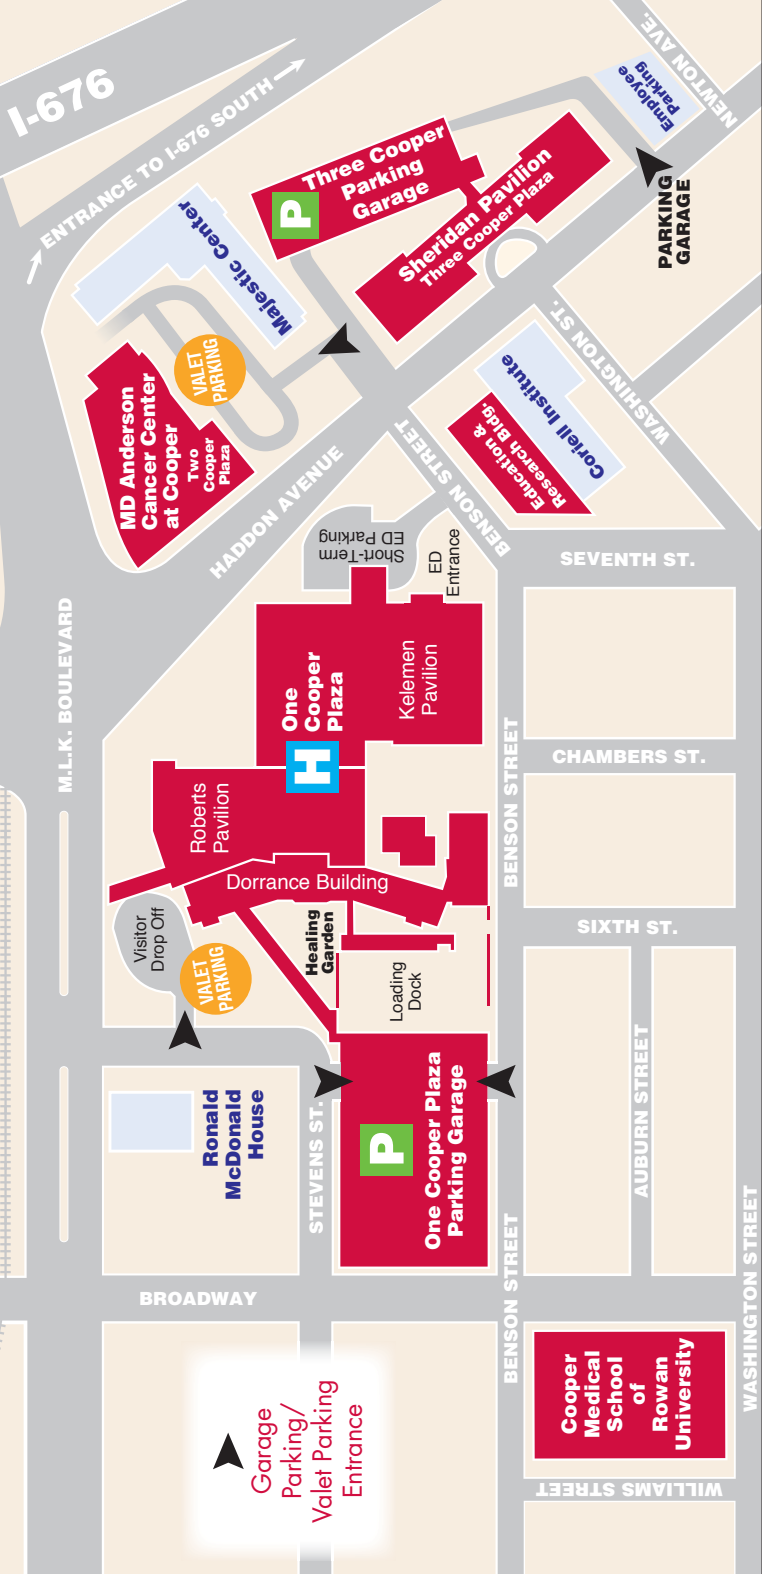 I-676
ENTRANCE TO I-676 SOUTH
NEWTON AVE.
Employee
Parking
PARKING
GARAGE
P
Three Cooper
Parking
Garage
Sheridan Pavilion
Three Cooper Plaza
Majestic Center
VALET
PARKING
MD Anderson
Cancer Center
at Cooper
Two
Cooper
Plaza
HADDON AVENUE
BENSON STREET
WASHINGTON ST.
Coriell Institute
Education &
Research Bldg.
Short-Term
ED Parking
ED
Entrance
SEVENTH ST.
M.L.K. BOULEVARD
One
Cooper
Plaza
Kelemen
Pavilion
H
Roberts
Pavilion
CHAMBERS ST.
BENSON STREET
Dorrance Building
Visitor
Drop Off
VALET
PARKING
Healing
Garden
Loading
Dock
SIXTH ST.
Ronald
McDonald
House
STEVENS ST.
P
One Cooper Plaza
Parking Garage
AUBURN STREET
BROADWAY
BENSON STREET
WASHINGTON STREET
Cooper
Medical
School
of
Rowan
University
WILLIAMS STREET
Garage
Parking/
Valet Parking
Entrance